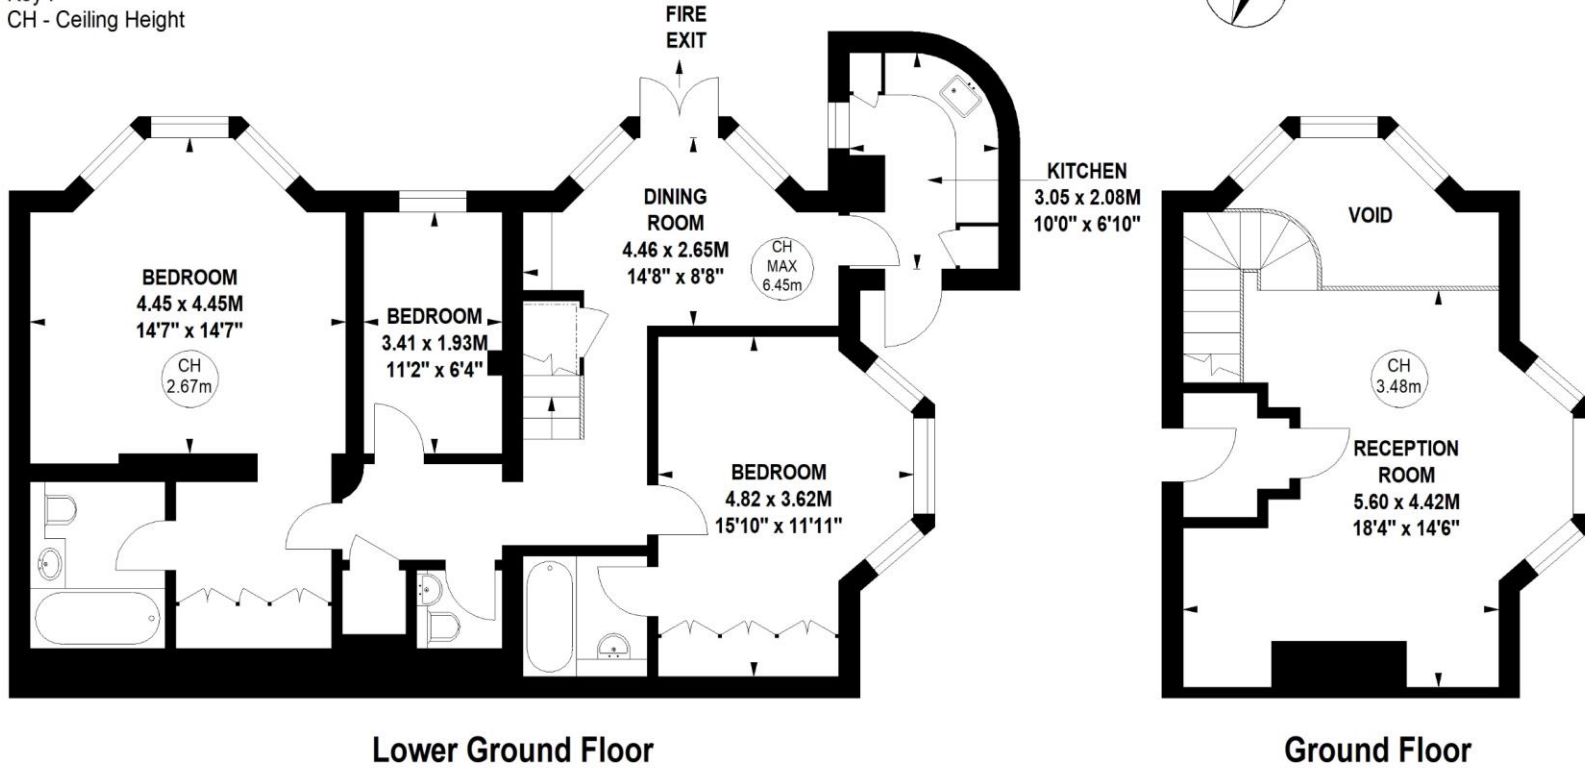 CH - Ceiling Height
FIRE
EXIT
KITCHEN
3.05 x 2.08M
10'0" x 6'10"
DINING
ROOM
4.46 x 2.65M
14'8" x 8'8"
CH
MAX
6.45m
BEDROOM
4.45 x 4.45M
14'7" x 14'7"
CH
2.67m
BEDROOM
3.41 x 1.93M
11'2" x 6'4"
BEDROOM
4.82 x 3.62M
15'10" x 11'11"
Lower Ground Floor
VOID
CH
3.48m
RECEPTION
ROOM
5.60 x 4.42M
18'4" x 14'6"
Ground Floor